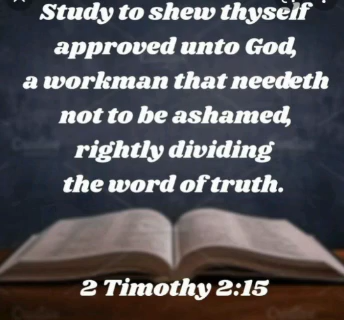 Study to shew thyself
approved unto God,
a workman that needeth
not to be ashamed,
rightly dividing
the word of truth.
2 Timothy 2:15